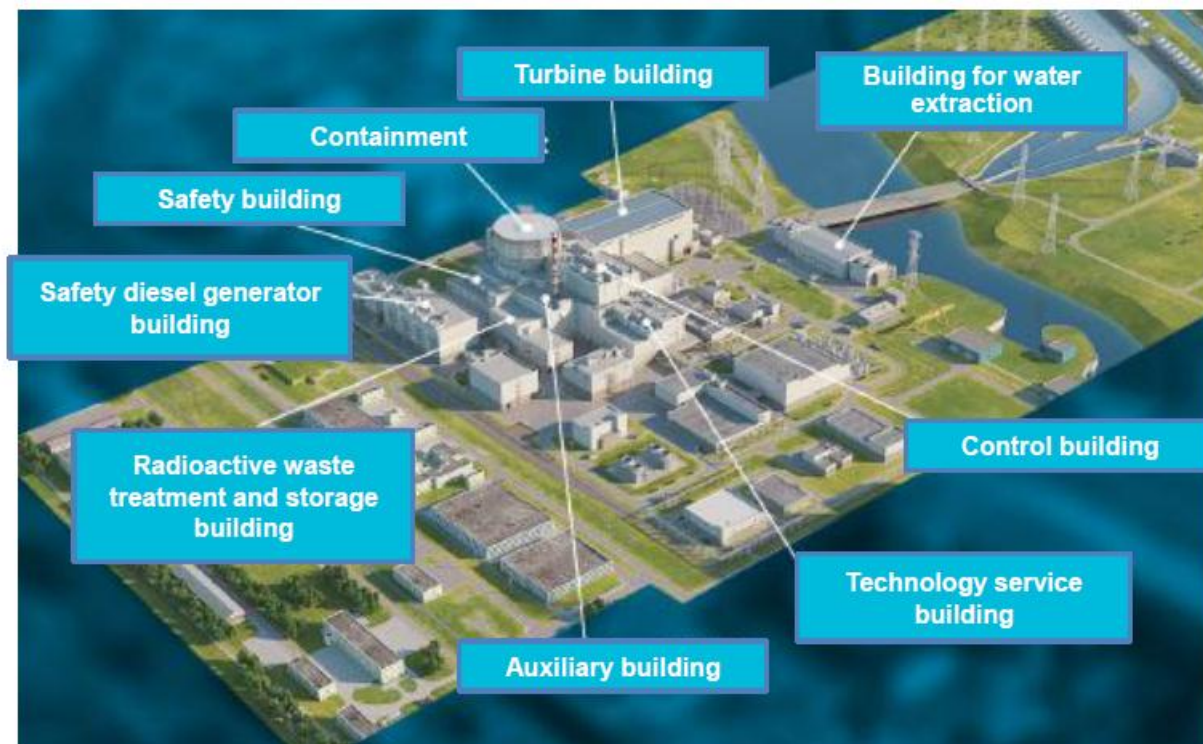 Turbine building
Building for water
extraction
Containment
Safety building
Safety diesel generator
building
Control building
Radioactive waste
treatment and storage
building
Technology service
building
Auxiliary building